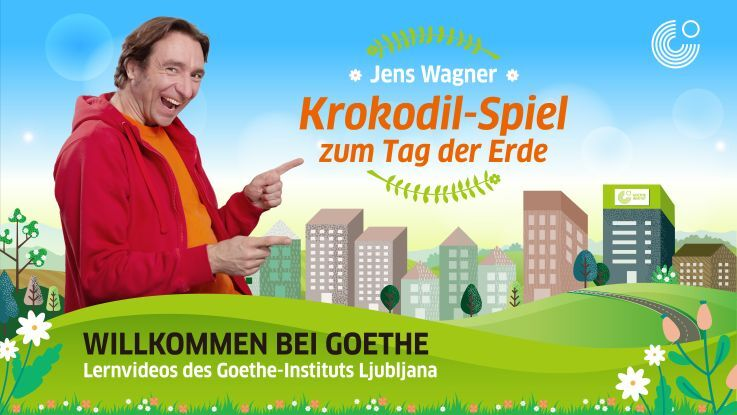 Jens Wagner
Krokodil-Spiel
zum Tag der Erde
WILLKOMMEN BEI GOETHE
Lernvideos des Goethe-Instituts Ljubljana